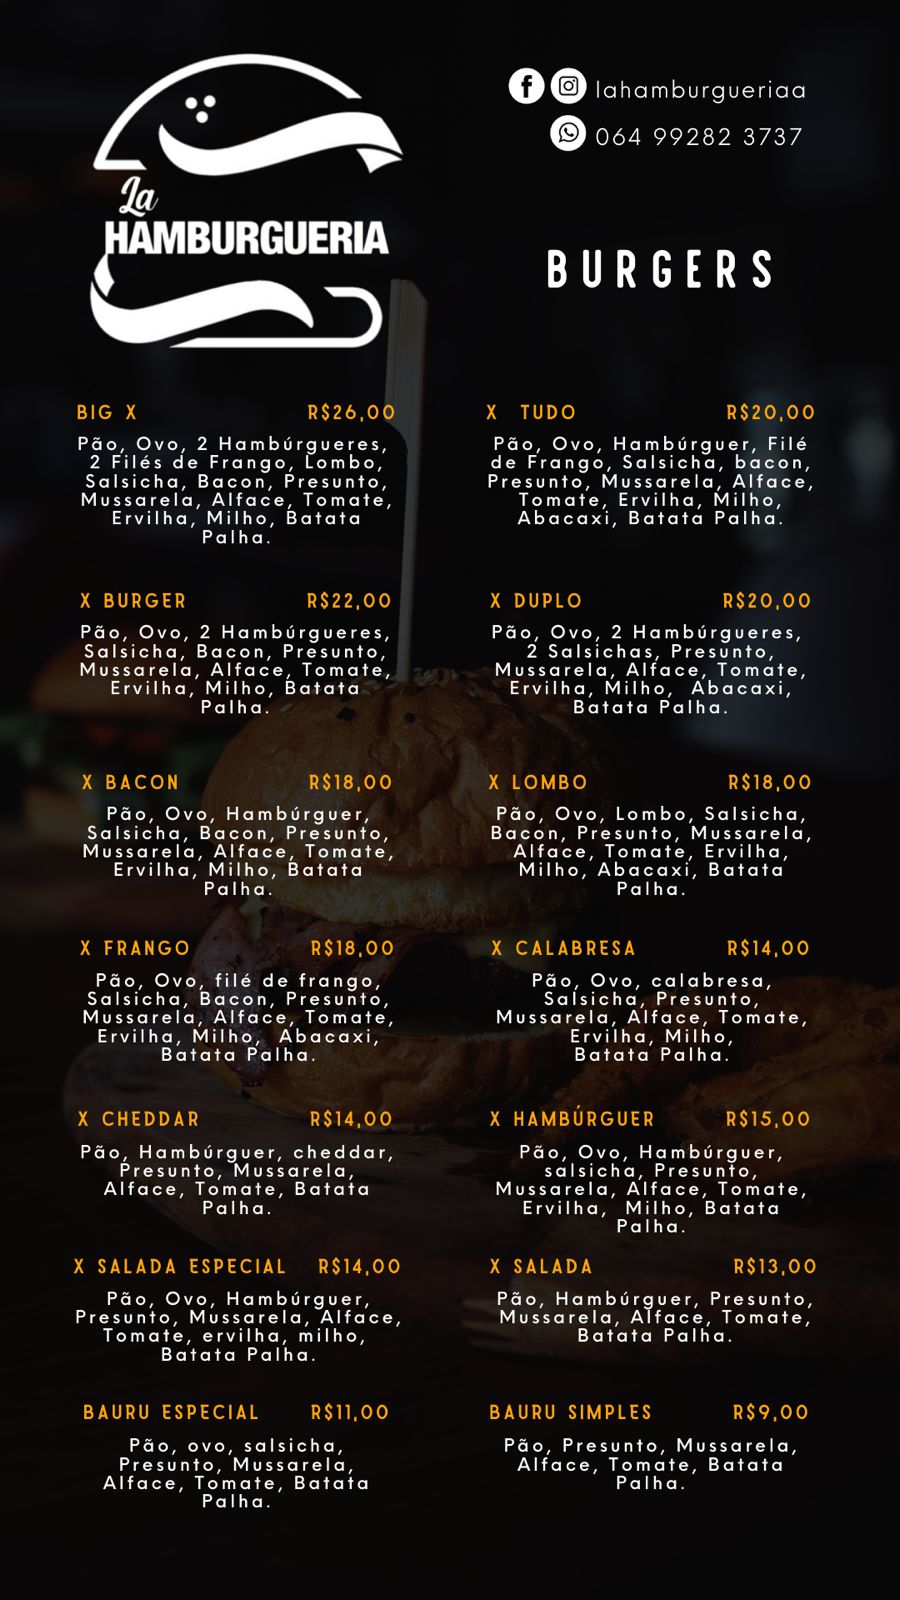 lahamburgueriaa
064 99282 3737
La
HAMBURGUERIA
BURGERS
BIG X R$26,00
Pão, Ovo, 2 Hambúrgueres,
2 Filés de Frango, Lombo,
Salsicha, Bacon, Presunto,
Mussarela, Alface, Tomate,
Ervilha, Milho, Batata
Palha.
X TUDO R$20,00
Pão, Ovo, Hambúrguer, Filé
de Frango, Salsicha, bacon,
Presunto, Mussarela, Alface,
Tomate, Ervilha, Milho,
Abacaxi, Batata Palha.
X BURGER R$22,00
Pão, Ovo, 2 Hambúrgueres,
Salsicha, Bacon, Presunto,
Mussarela, Alface, Tomate,
Ervilha, Milho, Batata
Palha.
X DUPLO R$20,00
Pão, Ovo, 2 Hambúrgueres,
2 Salsichas, Presunto,
Mussarela, Alface, Tomate,
Ervilha, Milho, Abacaxi,
Batata Palha.
X BACON R$18,00
Pão, Ovo, Hambúrguer,
Salsicha, Bacon, Presunto,
Mussarela, Alface, Tomate,
Ervilha, Milho, Batata
Palha.
X LOMBO R$18,00
Pão, Ovo, Lombo, Salsicha,
Bacon, Presunto, Mussarela,
Alface, Tomate, Ervilha,
Milho, Abacaxi, Batata
Palha.
X FRANGO R$18,00
Pão, Ovo, filé de frango,
Salsicha, Bacon, Presunto,
Mussarela, Alface, Tomate,
Ervilha, Milho, Abacaxi,
Batata Palha.
X CALABRESA R$14,00
Pão, Ovo, calabresa,
Salsicha, Presunto,
Mussarela, Alface, Tomate,
Ervilha, Milho,
Batata Palha.
X CHEDDAR R$14,00
Pão, Hambúrguer, cheddar,
Presunto, Mussarela,
Alface, Tomate, Batata
Palha.
X HAMBÚRGUER R$15,00
Pão, Ovo, Hambúrguer,
salsicha, Presunto,
Mussarela, Alface, Tomate,
Ervilha, Milho, Batata
Palha.
X SALADA ESPECIAL R$14,00
Pão, Ovo, Hambúrguer,
Presunto, Mussarela, Alface,
Tomate, ervilha, milho,
Batata Palha.
X SALADA R$13,00
Pão, Hambúrguer, Presunto,
Mussarela, Alface, Tomate,
Batata Palha.
BAURU ESPECIAL R$11,00
Pão, ovo, salsicha,
Presunto, Mussarela,
Alface, Tomate, Batata
Palha.
BAURU SIMPLES R$9,00
Pão, Presunto, Mussarela,
Alface, Tomate, Batata
Palha.